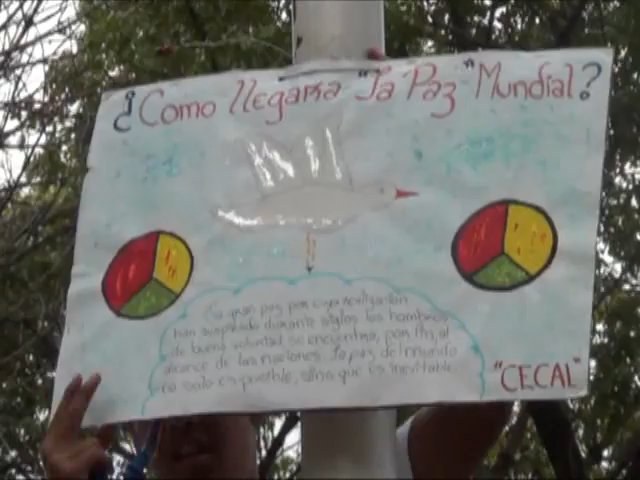 ¿Como llegara "la Paz" Mundial?
la gran paz por cuya realización
han suspirado durante siglos los hombres
de buena voluntad se encuentra, por fin, al
alcance de las naciones. la paz del mundo
no solo es posible, sino que es inevitable
"CECAL"